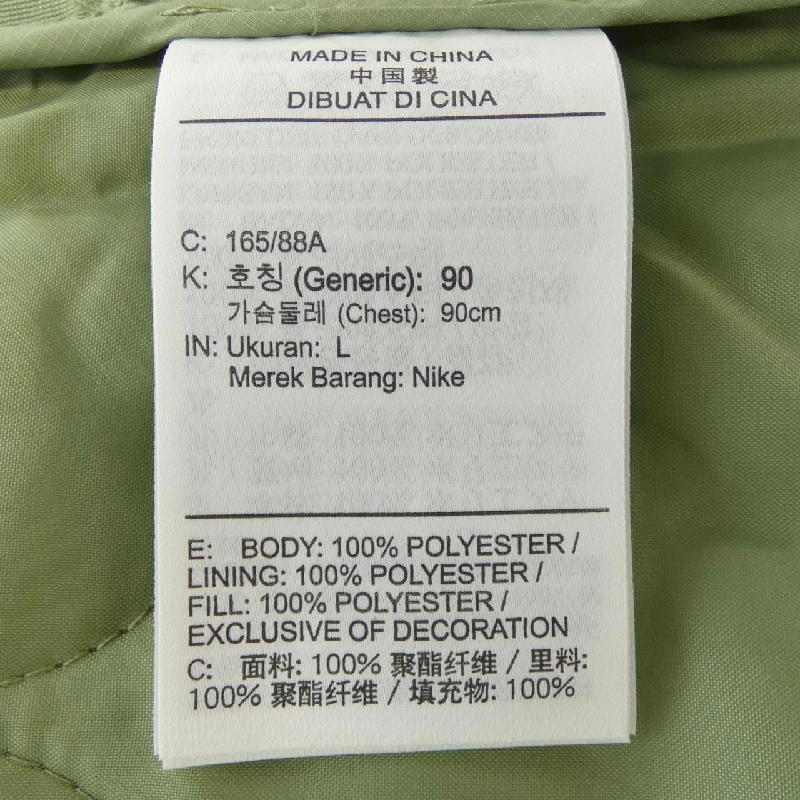 MADE IN CHINA
中国製
DIBUAT DI CINA
C: 165/88A
K: 호칭 (Generic): 90
가슴둘레 (Chest): 90cm
IN: Ukuran: L
Merek Barang: Nike
E: BODY: 100% POLYESTER /
LINING: 100% POLYESTER /
FILL: 100% POLYESTER /
EXCLUSIVE OF DECORATION
C: 面料: 100% 聚酯纤维 / 里料:
100% 聚酯纤维 / 填充物: 100%